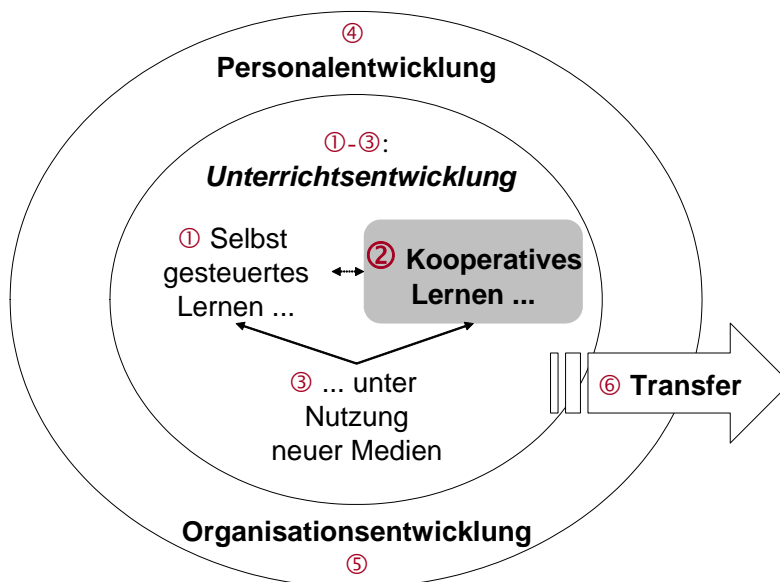 ④
Personalentwicklung
①-③:
Unterrichtsentwicklung
① Selbst
gesteuertes
Lernen ...
② Kooperatives
Lernen ...
③ ... unter
Nutzung
neuer Medien
⑥ Transfer
Organisationsentwicklung
⑤